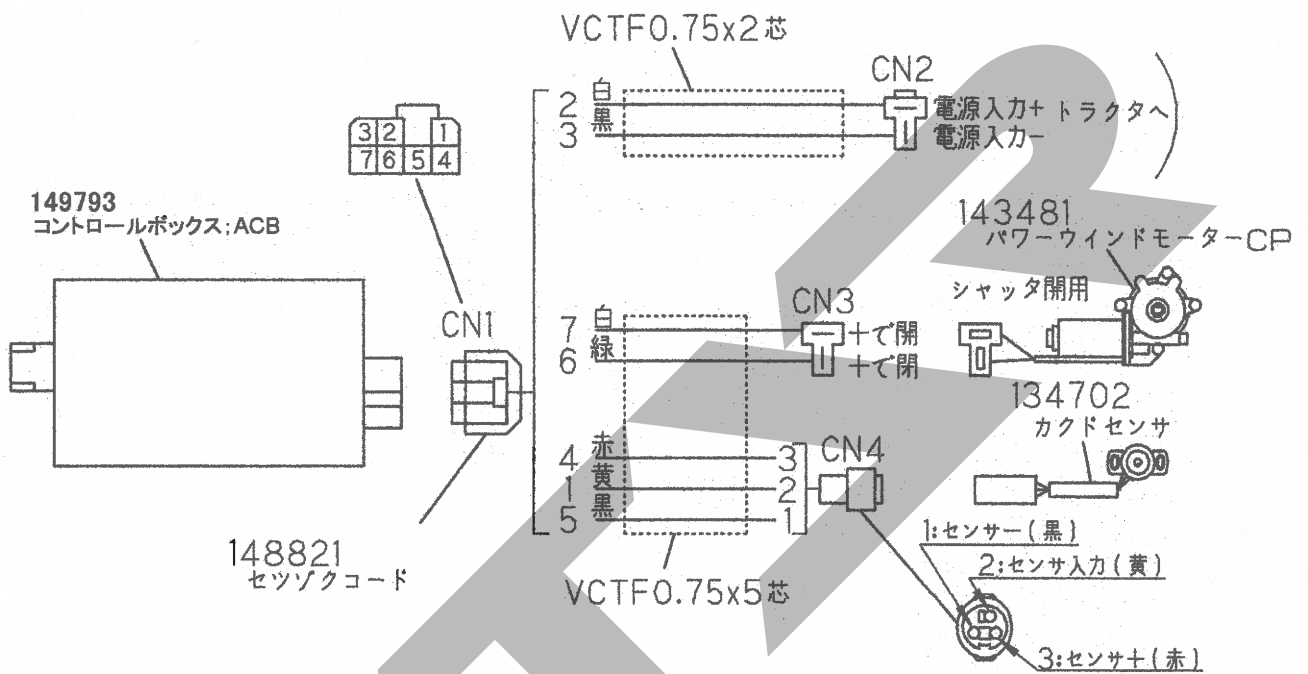 VCTF0.75x2芯
CN2
2 白
3 黒
電源入力+ トラクタへ
電源入力-
3 2 1
7 6 5 4
149793
コントロールボックス;ACB
143481
パワーウインドモーターCP
シャッタ開用
CN1
CN3
7 白
6 緑
+で開
+で閉
134702
カクドセンサ
CN4
4 赤 3
1 黄 2
5 黒 1
148821
セツゾクコード
VCTF0.75x5芯
1:センサー(黒)
2:センサ入力(黄)
3:センサ+(赤)